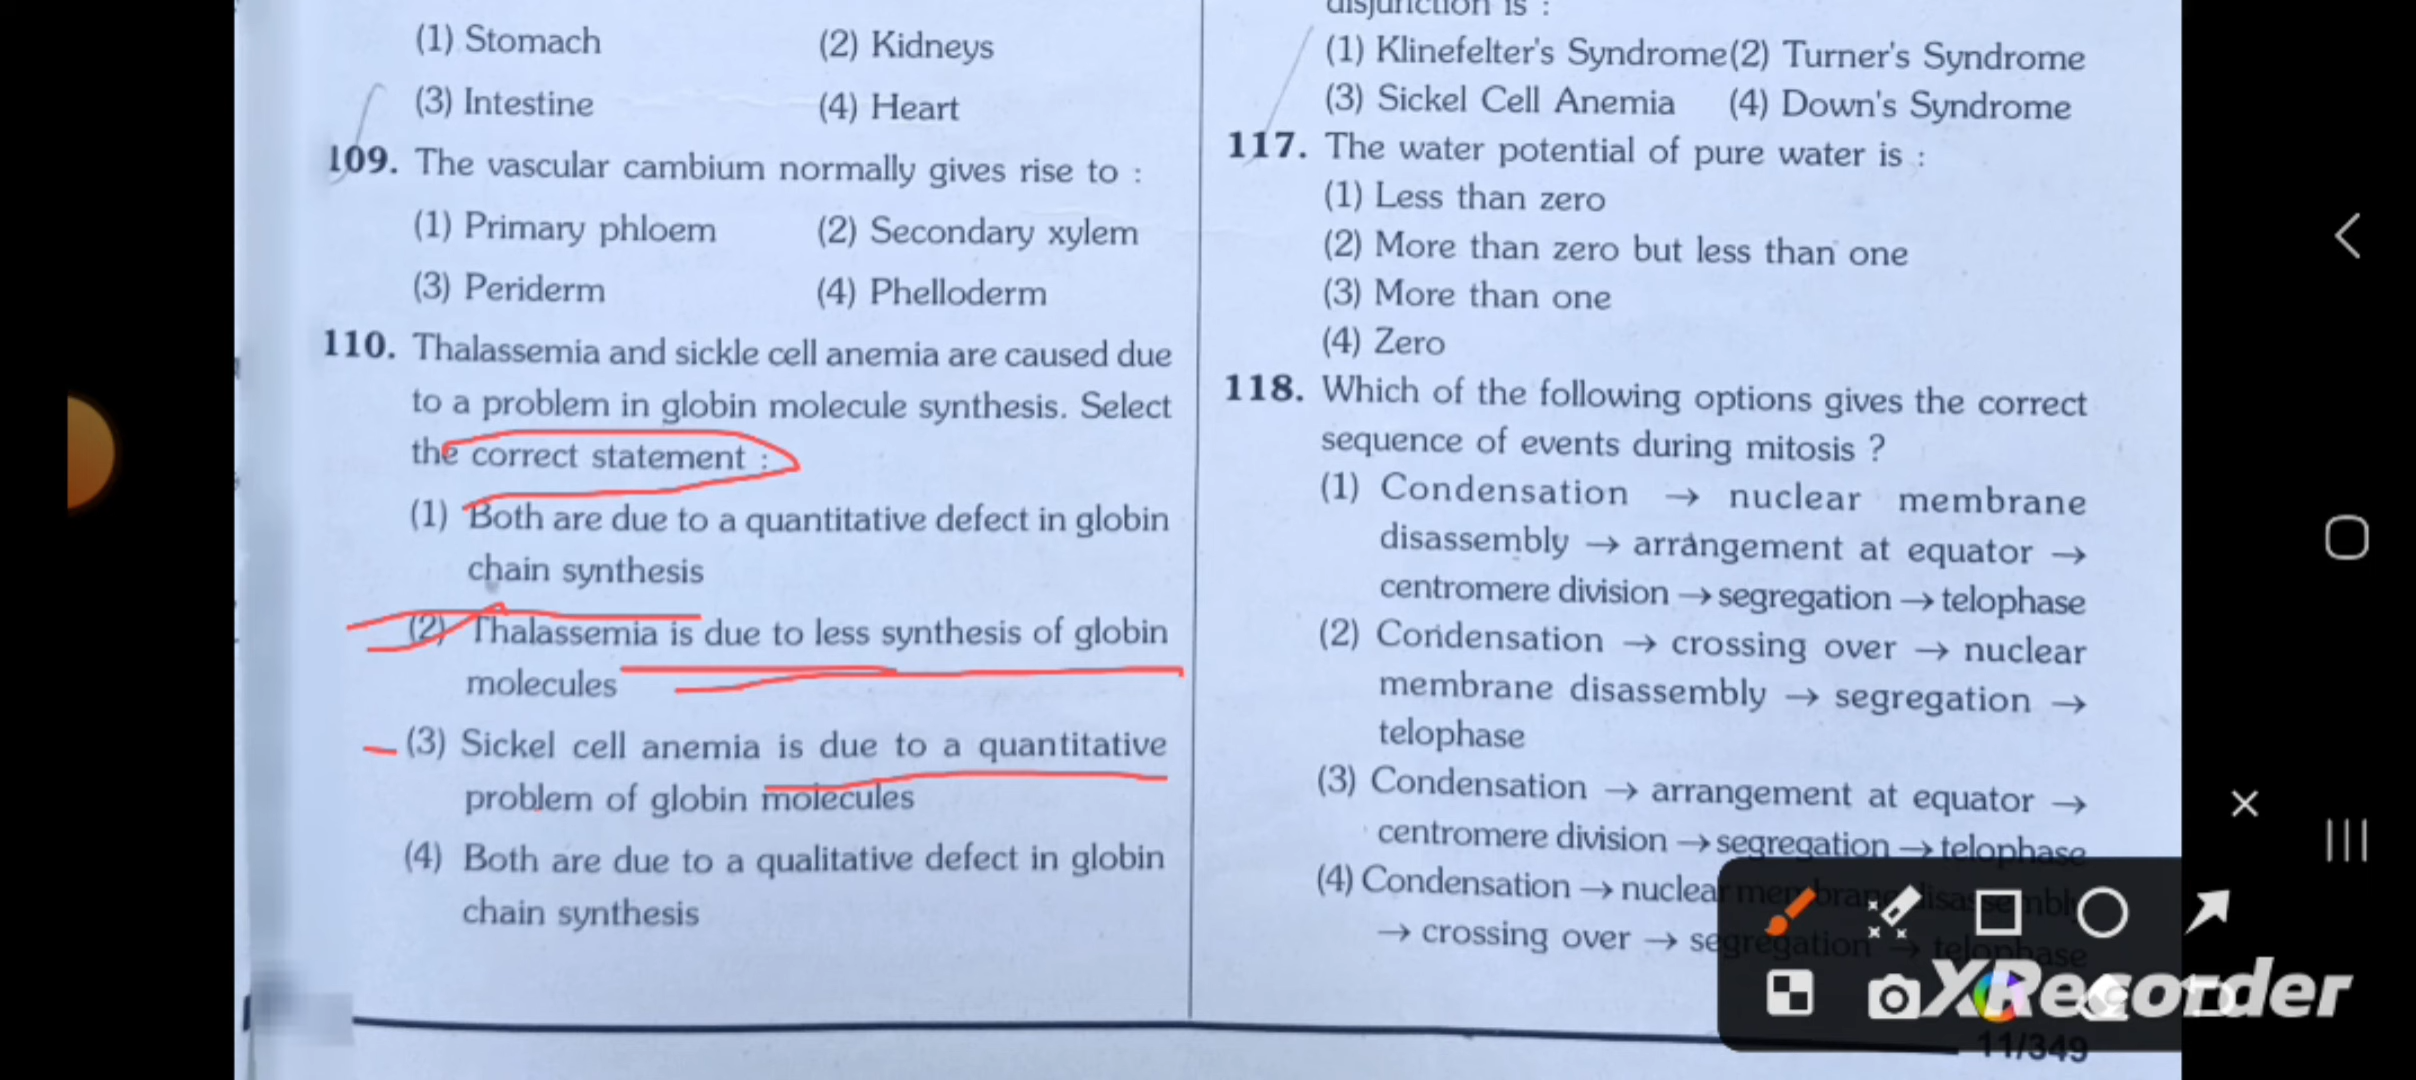 (1) Stomach (2) Kidneys
(3) Intestine (4) Heart
109. The vascular cambium normally gives rise to :
(1) Primary phloem (2) Secondary xylem
(3) Periderm (4) Phelloderm
110. Thalassemia and sickle cell anemia are caused due
to a problem in globin molecule synthesis. Select
the correct statement :
(1) Both are due to a quantitative defect in globin
chain synthesis
(2) Thalassemia is due to less synthesis of globin
molecules
(3) Sickel cell anemia is due to a quantitative
problem of globin molecules
(4) Both are due to a qualitative defect in globin
chain synthesis
disjunction is :
(1) Klinefelter's Syndrome (2) Turner's Syndrome
(3) Sickel Cell Anemia (4) Down's Syndrome
117. The water potential of pure water is :
(1) Less than zero
(2) More than zero but less than one
(3) More than one
(4) Zero
118. Which of the following options gives the correct
sequence of events during mitosis ?
(1) Condensation → nuclear membrane
disassembly → arrangement at equator →
centromere division → segregation → telophase
(2) Condensation → crossing over → nuclear
membrane disassembly → segregation →
telophase
(3) Condensation → arrangement at equator →
centromere division → segregation → telophase
(4) Condensation → nuclear membrane disassembly
→ crossing over → segregation → telophase
XRecorder
11/349